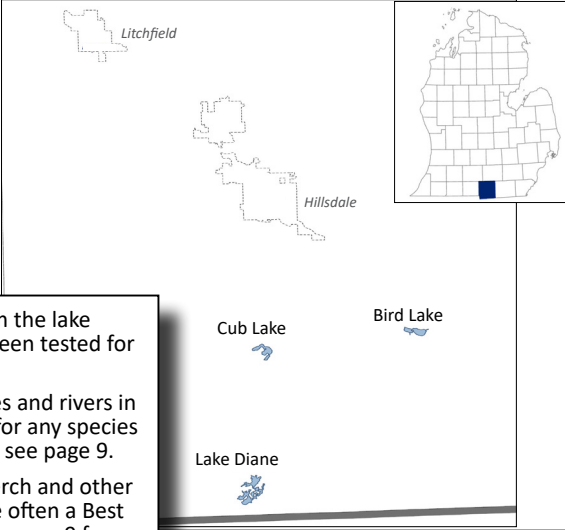 Litchfield
Hillsdale
Cub Lake
Bird Lake
Lake Diane
the lake
een tested for
es and rivers in
for any species
see page 9.
rch and other
often a Best